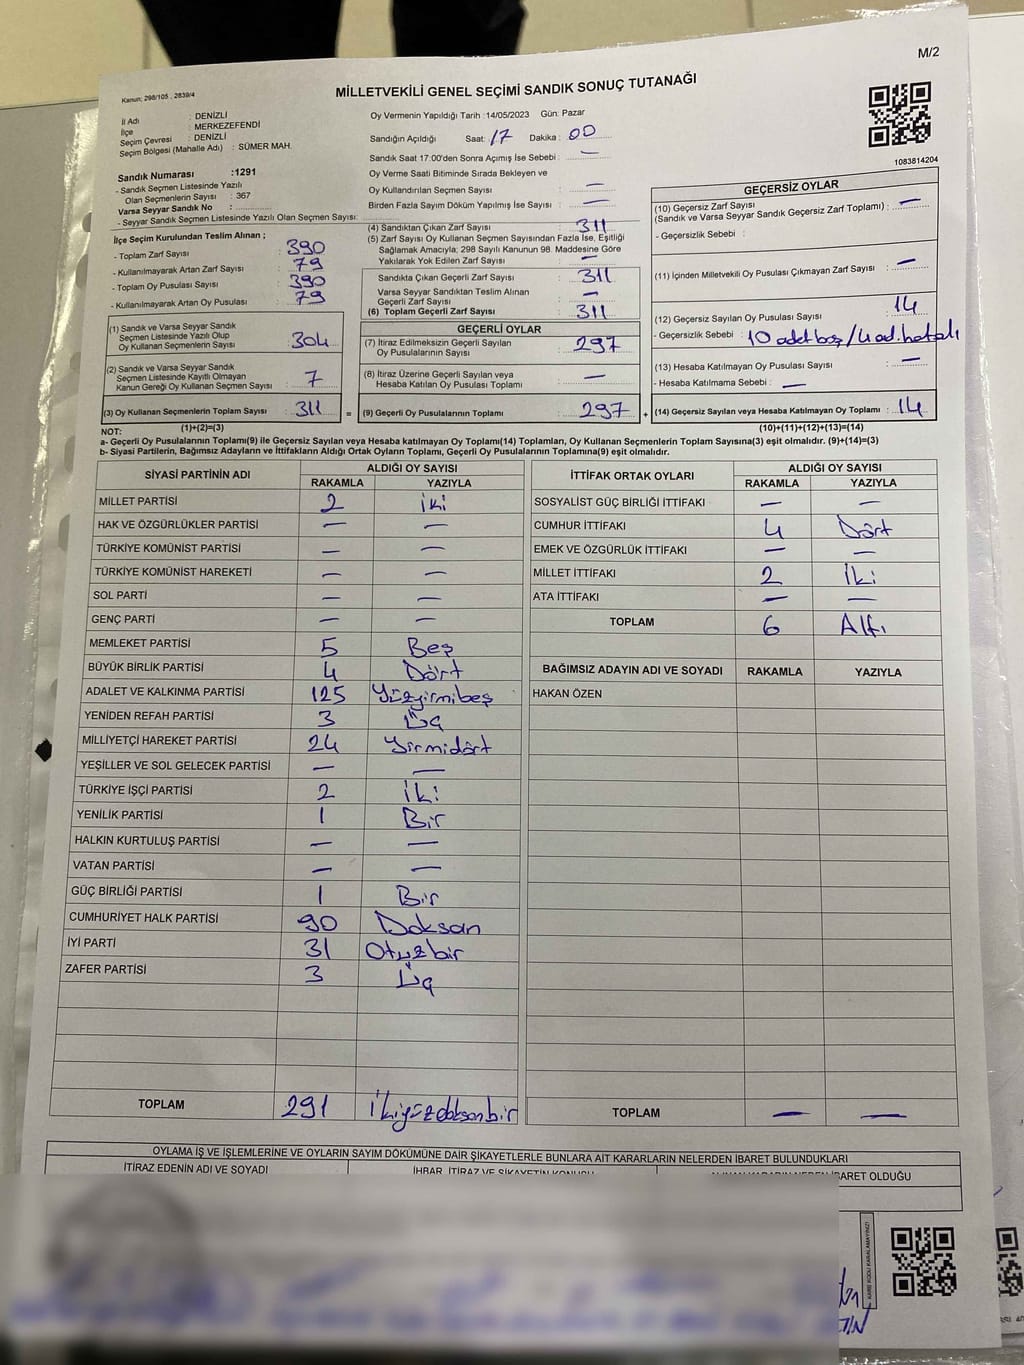 M/2
Kanun: 298/105 , 2839/4
MİLLETVEKİLİ GENEL SEÇİMİ SANDIK SONUÇ TUTANAĞI
İl Adı : DENİZLİ
İlçe : MERKEZEFENDİ
Seçim Çevresi : DENİZLİ
Seçim Bölgesi (Mahalle Adı) : SÜMER MAH.
Sandık Numarası :1291
- Sandık Seçmen Listesinde Yazılı
Olan Seçmenlerin Sayısı : 367
Varsa Seyyar Sandık No :
- Seyyar Sandık Seçmen Listesinde Yazılı Olan Seçmen Sayısı:
Oy Vermenin Yapıldığı Tarih :14/05/2023 Gün: Pazar
Sandığın Açıldığı Saat: 17 Dakika : 00
Sandık Saat 17:00'den Sonra Açımış İse Sebebi : —
Oy Verme Saati Bitiminde Sırada Bekleyen ve
Oy Kullandırılan Seçmen Sayısı : —
Birden Fazla Sayım Döküm Yapılmış İse Sayısı : —
1083814204
İlçe Seçim Kurulundan Teslim Alınan ;
- Toplam Zarf Sayısı : 390
- Kullanılmayarak Artan Zarf Sayısı : 79
- Toplam Oy Pusulası Sayısı : 390
- Kullanılmayarak Artan Oy Pusulası : 79
(1) Sandık ve Varsa Seyyar Sandık
Seçmen Listesinde Yazılı Olup
Oy Kullanan Seçmenlerin Sayısı : 304
(2) Sandık ve Varsa Seyyar Sandık
Seçmen Listesinde Kayıtlı Olmayan
Kanun Gereği Oy Kullanan Seçmen Sayısı : 7
(3) Oy Kullanan Seçmenlerin Toplam Sayısı : 311
(1)+(2)=(3)
(4) Sandıktan Çıkan Zarf Sayısı : 311
(5) Zarf Sayısı Oy Kullanan Seçmen Sayısından Fazla İse, Eşitliği
Sağlamak Amacıyla; 298 Sayılı Kanunun 98. Maddesine Göre
Yakılarak Yok Edilen Zarf Sayısı : —
Sandıkta Çıkan Geçerli Zarf Sayısı : 311
Varsa Seyyar Sandıktan Teslim Alınan
Geçerli Zarf Sayısı : —
(6) Toplam Geçerli Zarf Sayısı : 311
GEÇERLİ OYLAR
(7) İtiraz Edilmeksizin Geçerli Sayılan
Oy Pusulalarının Sayısı : 297
(8) İtiraz Üzerine Geçerli Sayılan veya
Hesaba Katılan Oy Pusulası Toplamı : —
= (9) Geçerli Oy Pusulalarının Toplamı : 297 +
GEÇERSİZ OYLAR
(10) Geçersiz Zarf Sayısı
(Sandık ve Varsa Seyyar Sandık Geçersiz Zarf Toplamı) : —
- Geçersizlik Sebebi :
(11) İçinden Milletvekili Oy Pusulası Çıkmayan Zarf Sayısı : —
(12) Geçersiz Sayılan Oy Pusulası Sayısı : 14
- Geçersizlik Sebebi : 10 adet boş / 4 ad. hatalı
(13) Hesaba Katılmayan Oy Pusulası Sayısı : —
- Hesaba Katılmama Sebebi : —
(14) Geçersiz Sayılan veya Hesaba Katılmayan Oy Toplamı : 14
(10)+(11)+(12)+(13)=(14)
NOT:
a- Geçerli Oy Pusulalarının Toplamı(9) ile Geçersiz Sayılan veya Hesaba katılmayan Oy Toplamı(14) Toplamları, Oy Kullanan Seçmenlerin Toplam Sayısına(3) eşit olmalıdır. (9)+(14)=(3)
b- Siyasi Partilerin, Bağımsız Adayların ve İttifakların Aldığı Ortak Oyların Toplamı, Geçerli Oy Pusulalarının Toplamına(9) eşit olmalıdır.
SİYASİ PARTİNİN ADI ALDIĞI OY SAYISI
RAKAMLA YAZIYLA
MİLLET PARTİSİ 2 iki
HAK VE ÖZGÜRLÜKLER PARTİSİ — —
TÜRKİYE KOMÜNİST PARTİSİ — —
TÜRKİYE KOMÜNİST HAREKETİ — —
SOL PARTİ — —
GENÇ PARTİ — —
MEMLEKET PARTİSİ 5 Beş
BÜYÜK BİRLİK PARTİSİ 4 Dört
ADALET VE KALKINMA PARTİSİ 125 Yüzyirmibeş
YENİDEN REFAH PARTİSİ 3 Üç
MİLLİYETÇİ HAREKET PARTİSİ 24 Yirmidört
YEŞİLLER VE SOL GELECEK PARTİSİ — —
TÜRKİYE İŞÇİ PARTİSİ 2 iki
YENİLİK PARTİSİ 1 Bir
HALKIN KURTULUŞ PARTİSİ — —
VATAN PARTİSİ — —
GÜÇ BİRLİĞİ PARTİSİ 1 Bir
CUMHURİYET HALK PARTİSİ 90 Doksan
İYİ PARTİ 31 Otuzbir
ZAFER PARTİSİ 3 Üç
TOPLAM 291 ikiyüzdoksanbir
İTTİFAK ORTAK OYLARI ALDIĞI OY SAYISI
RAKAMLA YAZIYLA
SOSYALİST GÜÇ BİRLİĞİ İTTİFAKI — —
CUMHUR İTTİFAKI 4 Dört
EMEK VE ÖZGÜRLÜK İTTİFAKI — —
MİLLET İTTİFAKI 2 İki
ATA İTTİFAKI — —
TOPLAM 6 Altı
BAĞIMSIZ ADAYIN ADI VE SOYADI RAKAMLA YAZIYLA
HAKAN ÖZEN
TOPLAM — —
OYLAMA İŞ VE İŞLEMLERİNE VE OYLARIN SAYIM DÖKÜMÜNE DAİR ŞİKAYETLERLE BUNLARA AİT KARARLARIN NELERDEN İBARET BULUNDUKLARI
İTİRAZ EDENİN ADI VE SOYADI İHBAR, İTİRAZ VE ŞİKAYETİN KONUSU ALINAN KARARIN NEDEN İBARET OLDUĞU